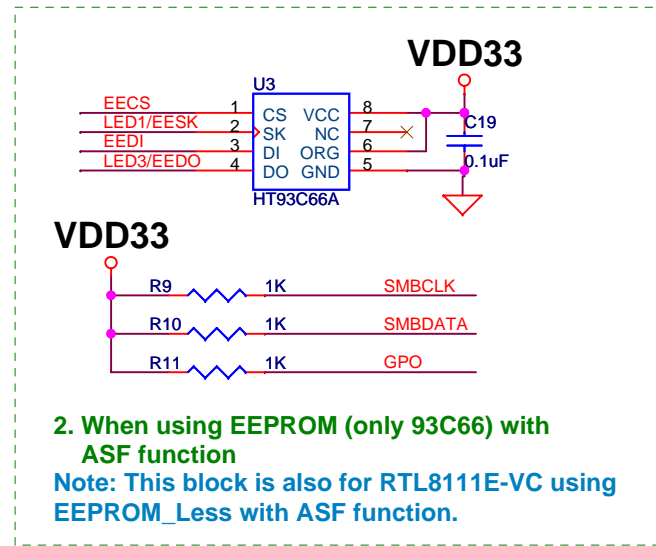 VDD33
U3
EECS 1 CS VCC 8
LED1/EESK 2 SK NC 7
EEDI 3 DI ORG 6
LED3/EEDO 4 DO GND 5
C19
0.1uF
HT93C66A
VDD33
R9 1K SMBCLK
R10 1K SMBDATA
R11 1K GPO
2. When using EEPROM (only 93C66) with
ASF function
Note: This block is also for RTL8111E-VC using
EEPROM_Less with ASF function.